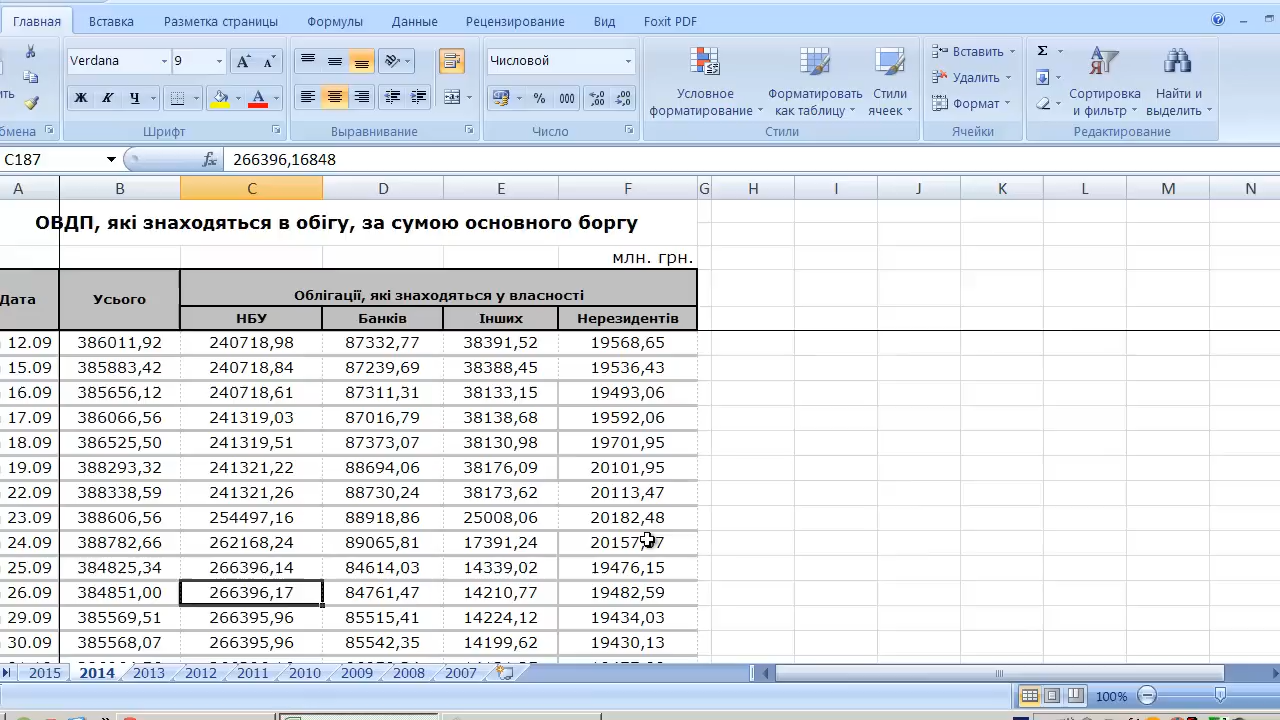 Главная Вставка Разметка страницы Формулы Данные Рецензирование Вид Foxit PDF
Verdana 9 Числовой
Ж К Ч % 000
Условное форматирование Форматировать как таблицу Стили ячеек
Вставить
Удалить
Формат
Сортировка и фильтр Найти и выделить
Шрифт Выравнивание Число Стили Ячейки Редактирование
C187 fx 266396,16848
A B C D E F G H I J K L M N
ОВДП, які знаходяться в обігу, за сумою основного боргу
млн. грн.
Дата Усього Облігації, які знаходяться у власності
НБУ Банків Інших Нерезидентів
12.09 386011,92 240718,98 87332,77 38391,52 19568,65
15.09 385883,42 240718,84 87239,69 38388,45 19536,43
16.09 385656,12 240718,61 87311,31 38133,15 19493,06
17.09 386066,56 241319,03 87016,79 38138,68 19592,06
18.09 386525,50 241319,51 87373,07 38130,98 19701,95
19.09 388293,32 241321,22 88694,06 38176,09 20101,95
22.09 388338,59 241321,26 88730,24 38173,62 20113,47
23.09 388606,56 254497,16 88918,86 25008,06 20182,48
24.09 388782,66 262168,24 89065,81 17391,24
25.09 384825,34 266396,14 84614,03 14339,02 19476,15
26.09 384851,00 266396,17 84761,47 14210,77 19482,59
29.09 385569,51 266395,96 85515,41 14224,12 19434,03
30.09 385568,07 266395,96 85542,35 14199,62 19430,13
2015 2014 2013 2012 2011 2010 2009 2008 2007
100%